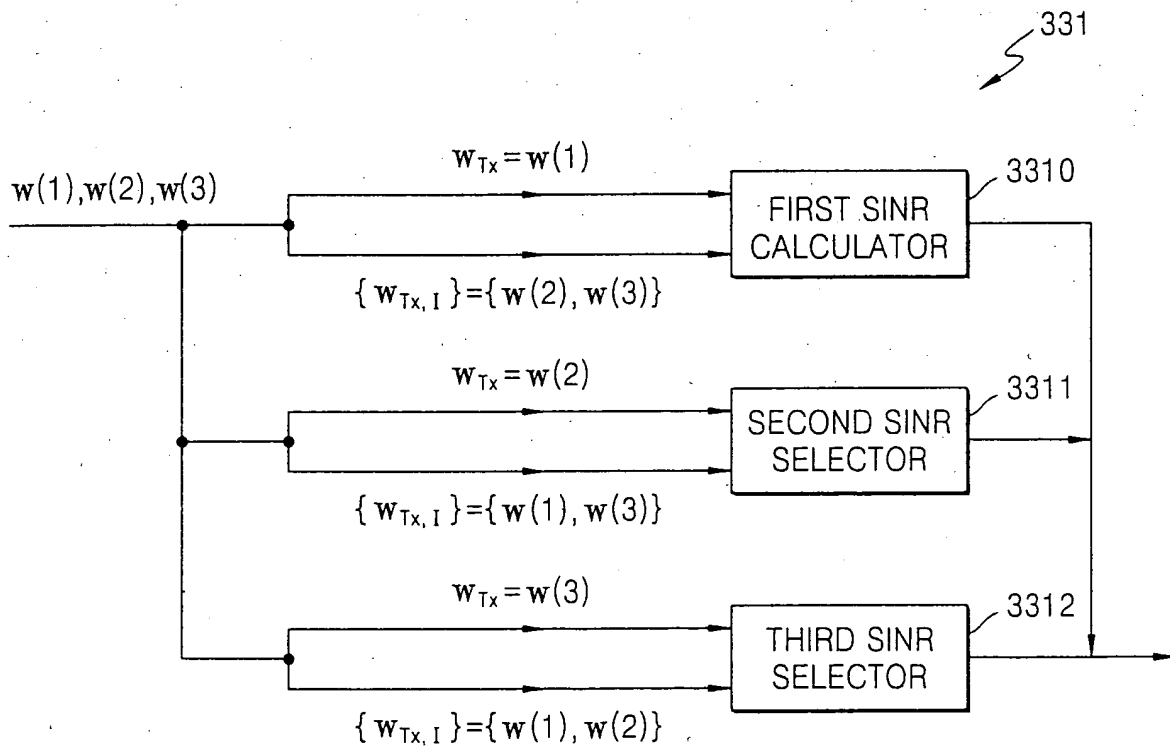 331
w(1),w(2),w(3)
w_Tx=w(1)
3310
FIRST SINR
CALCULATOR
{w_Tx, I}={w(2), w(3)}
w_Tx=w(2)
3311
SECOND SINR
SELECTOR
{w_Tx, I}={w(1), w(3)}
w_Tx=w(3)
3312
THIRD SINR
SELECTOR
{w_Tx, I}={w(1), w(2)}